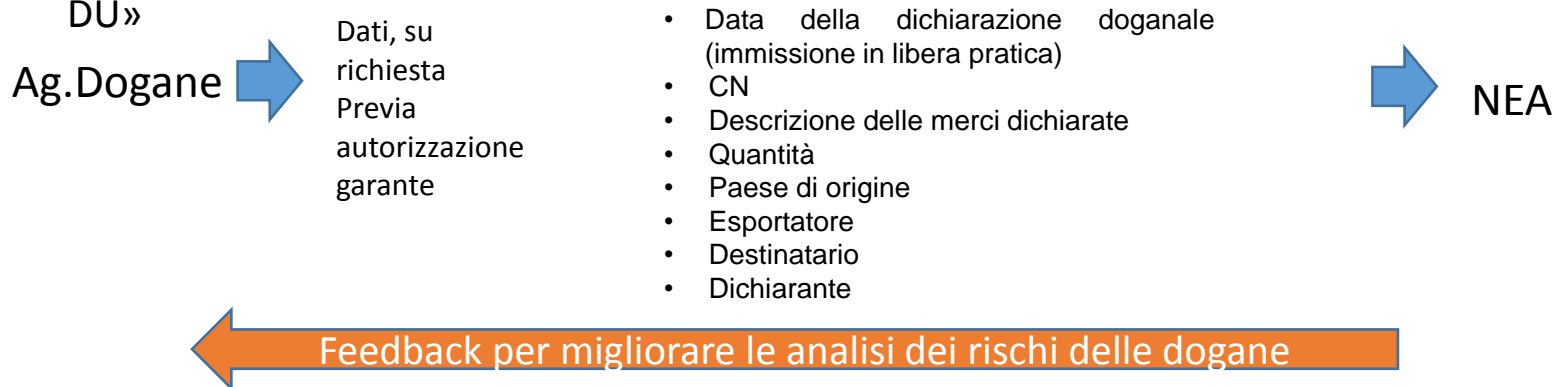 DU»
Ag.Dogane
Dati, su
richiesta
Previa
autorizzazione
garante
• Data della dichiarazione doganale
(immissione in libera pratica)
• CN
• Descrizione delle merci dichiarate
• Quantità
• Paese di origine
• Esportatore
• Destinatario
• Dichiarante
NEA
Feedback per migliorare le analisi dei rischi delle dogane